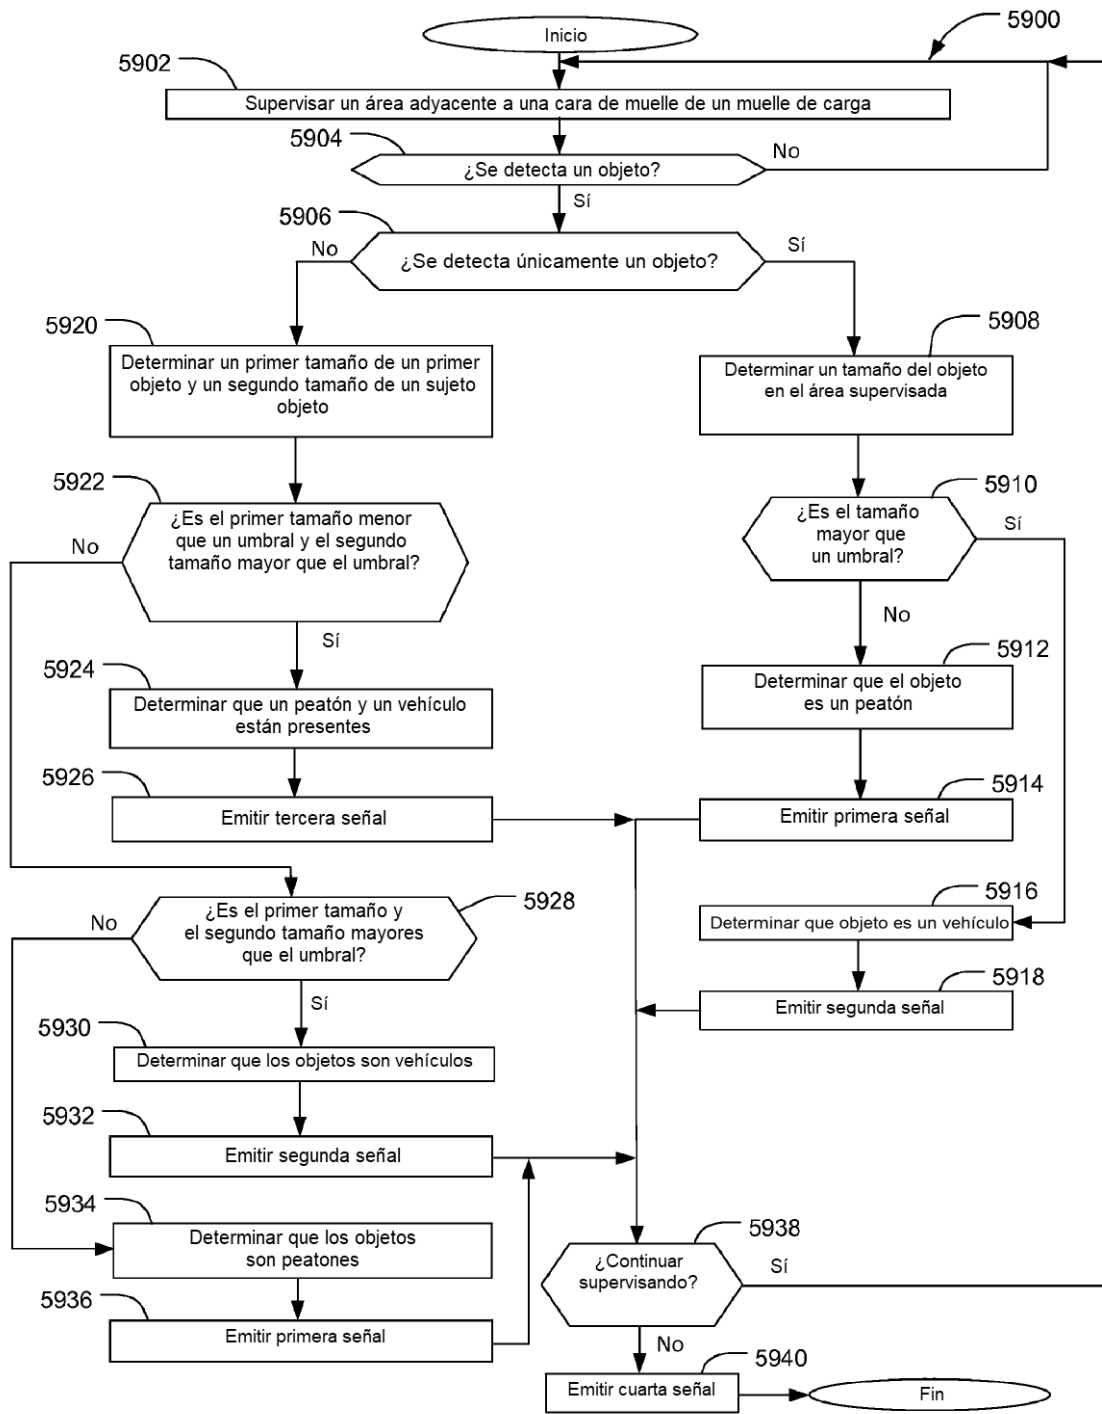 Inicio
5900
5902
Supervisar un área adyacente a una cara de muelle de un muelle de carga
5904
¿Se detecta un objeto?
No
Sí
5906
¿Se detecta únicamente un objeto?
No
Sí
5920
Determinar un primer tamaño de un primer
objeto y un segundo tamaño de un sujeto
objeto
5908
Determinar un tamaño del objeto
en el área supervisada
5922
¿Es el primer tamaño menor
que un umbral y el segundo
tamaño mayor que el umbral?
No
Sí
5910
¿Es el tamaño
mayor que
un umbral?
Sí
No
5924
Determinar que un peatón y un vehículo
están presentes
5912
Determinar que el objeto
es un peatón
5926
Emitir tercera señal
5914
Emitir primera señal
5928
¿Es el primer tamaño y
el segundo tamaño mayores
que el umbral?
No
Sí
5916
Determinar que objeto es un vehículo
5918
Emitir segunda señal
5930
Determinar que los objetos son vehículos
5932
Emitir segunda señal
5934
Determinar que los objetos
son peatones
5936
Emitir primera señal
5938
¿Continuar
supervisando?
Sí
No
5940
Emitir cuarta señal
Fin